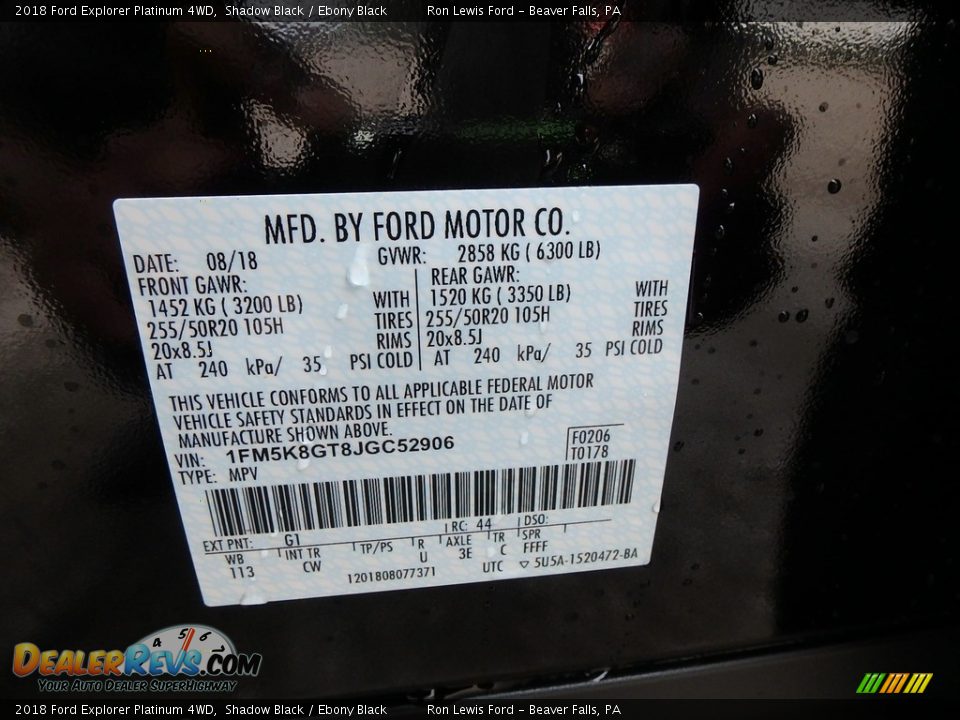 2018 Ford Explorer Platinum 4WD, Shadow Black / Ebony Black Ron Lewis Ford - Beaver Falls, PA
MFD. BY FORD MOTOR CO.
DATE: 08/18 GVWR: 2858 KG ( 6300 LB)
FRONT GAWR: REAR GAWR:
1452 KG ( 3200 LB) WITH 1520 KG ( 3350 LB) WITH
255/50R20 105H TIRES 255/50R20 105H TIRES
20x8.5J RIMS 20x8.5J RIMS
AT 240 kPa/ 35 PSI COLD AT 240 kPa/ 35 PSI COLD
THIS VEHICLE CONFORMS TO ALL APPLICABLE FEDERAL MOTOR
VEHICLE SAFETY STANDARDS IN EFFECT ON THE DATE OF
MANUFACTURE SHOWN ABOVE.
VIN: 1FM5K8GT8JGC52906 F0206
TYPE: MPV T0178
EXT PNT: G1 RC: 44 DSO:
WB INT TR TP/PS R AXLE TR SPR
113 CW U 3E C FFFF
1201808077371 UTC ▽ 5U5A-1520472-BA
4 5 6
DEALERREVS.COM
YOUR AUTO DEALER SUPERHIGHWAY
2018 Ford Explorer Platinum 4WD, Shadow Black / Ebony Black Ron Lewis Ford - Beaver Falls, PA